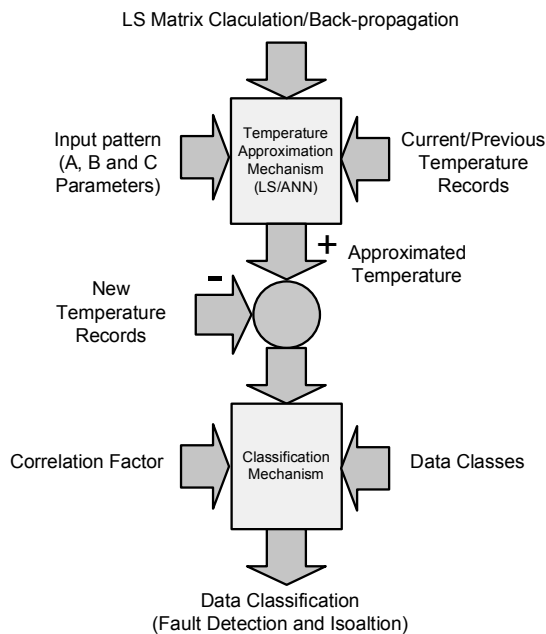 LS Matrix Claculation/Back-propagation
Input pattern
(A, B and C
Parameters)
Temperature
Approximation
Mechanism
(LS/ANN)
Current/Previous
Temperature
Records
+
Approximated
Temperature
-
New
Temperature
Records
Correlation Factor
Classification
Mechanism
Data Classes
Data Classification
(Fault Detection and Isoaltion)